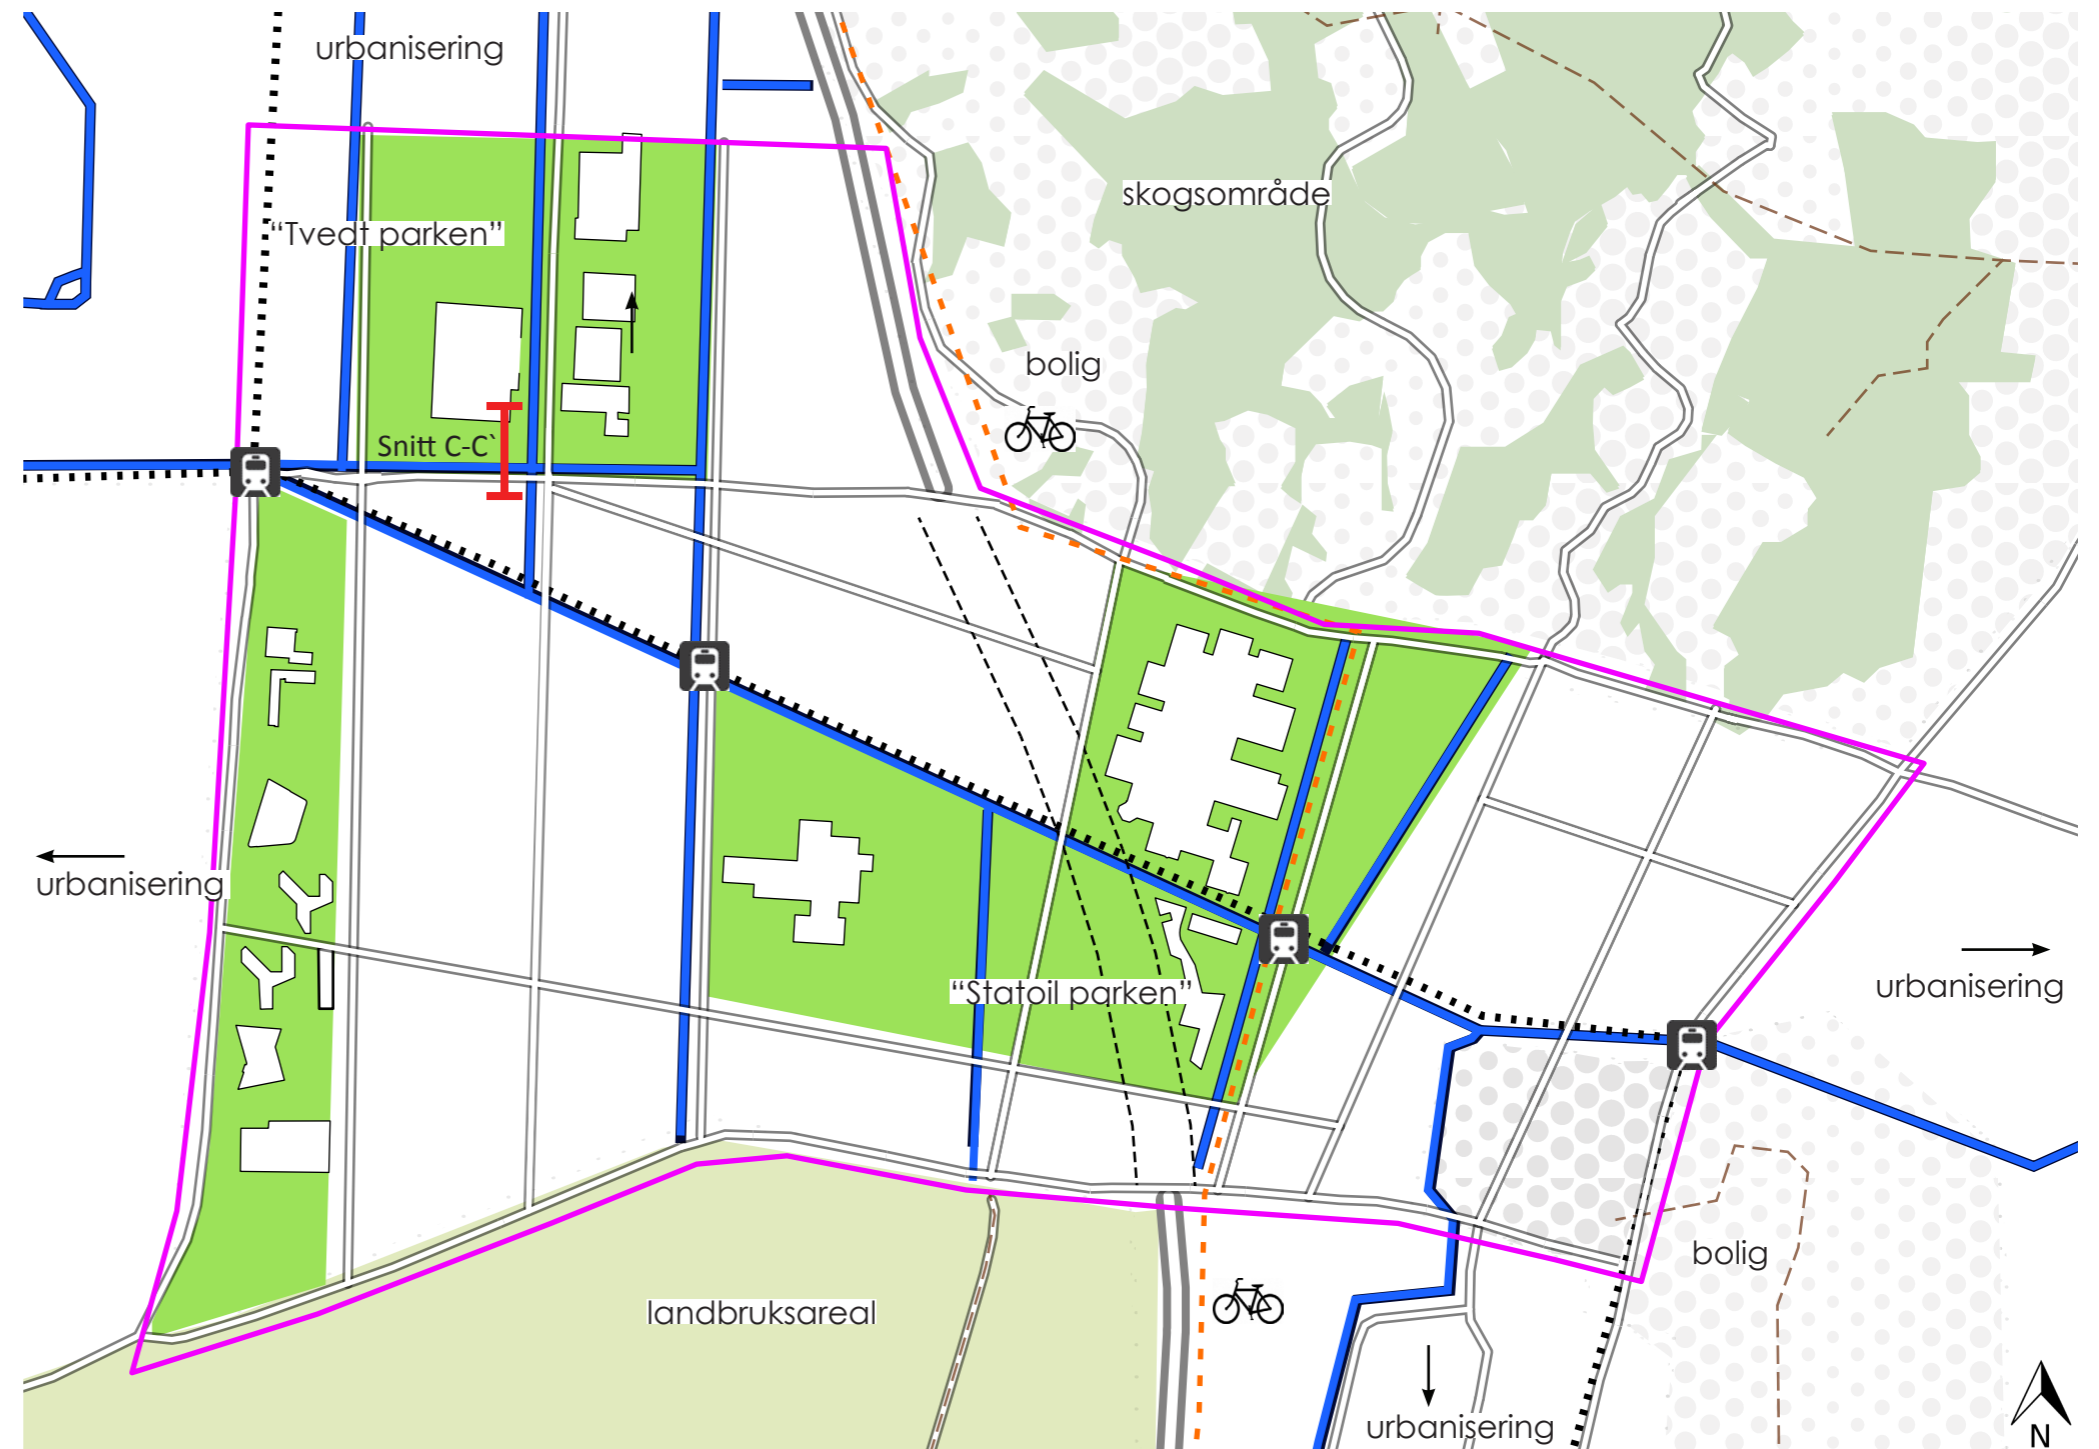 urbanisering
skogsområde
“Tvedt parken”
bolig
Snitt C-C`
urbanisering
“Statoil parken”
urbanisering
bolig
landbruksareal
urbanisering
N